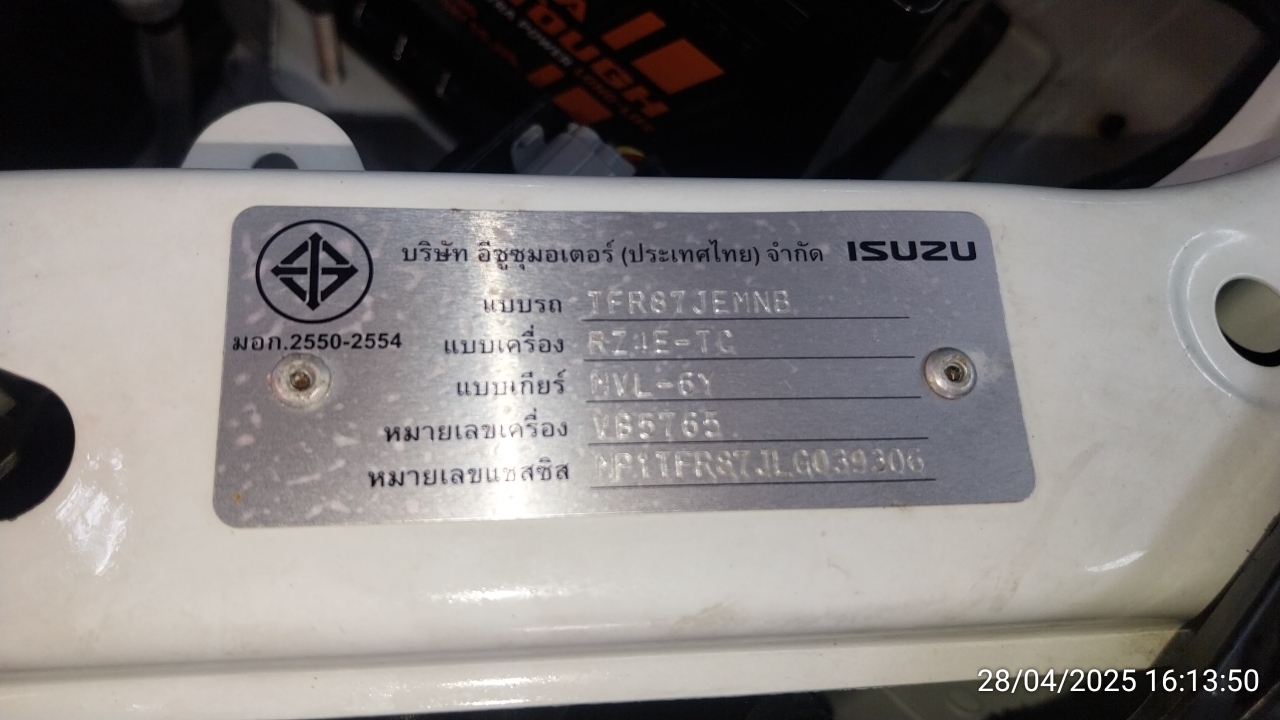 TOUGH
POWER
บริษัท อีซูซุมอเตอร์ (ประเทศไทย) จำกัด ISUZU
แบบรถ TFR87JEMNB
มอก.2550-2554
แบบเครื่อง RZ4E-TC
แบบเกียร์ MVL-6Y
หมายเลขเครื่อง VB5765
หมายเลขแชสซิส MP1TFR87JLG039306
28/04/2025 16:13:50